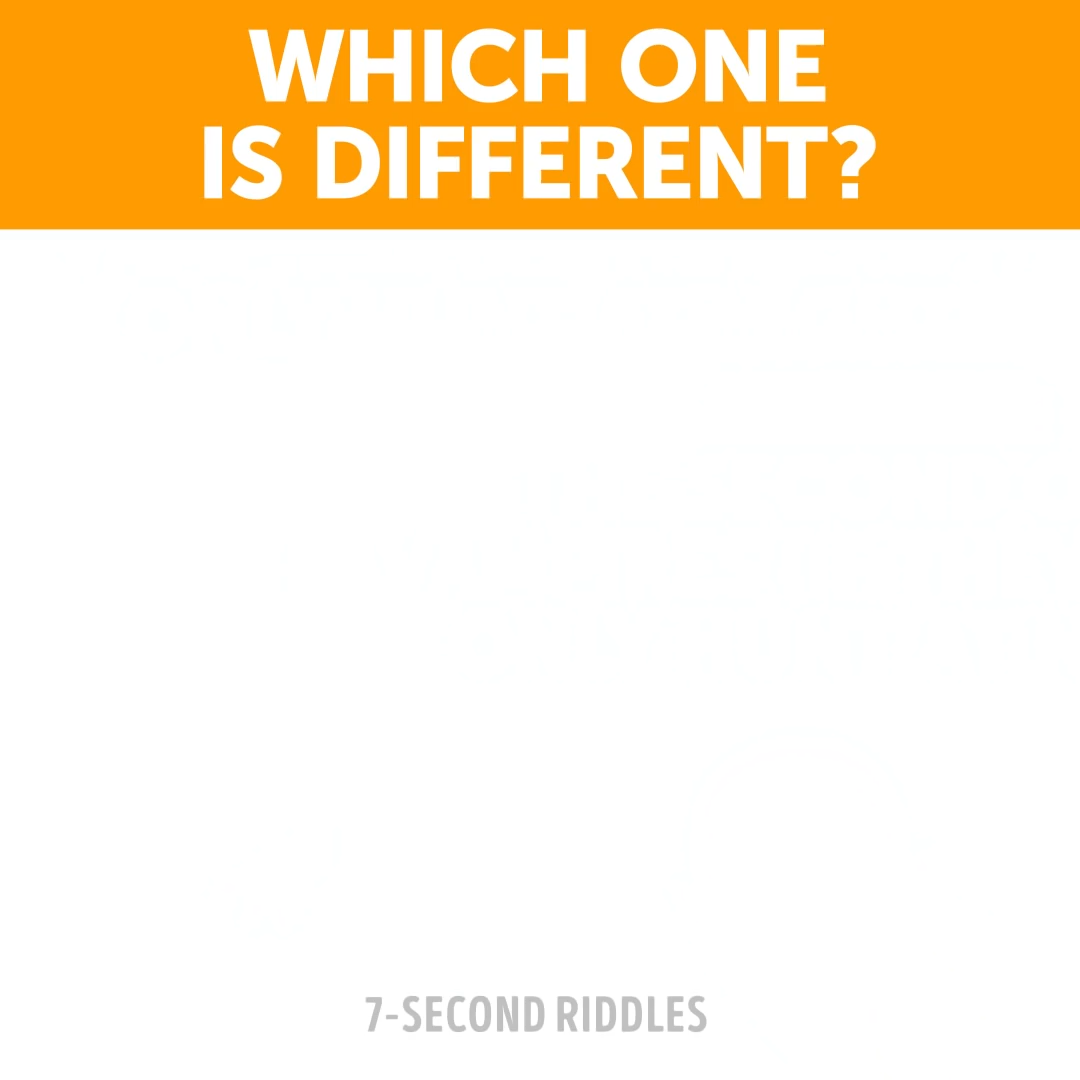 WHICH ONE
IS DIFFERENT?
7-SECOND RIDDLES